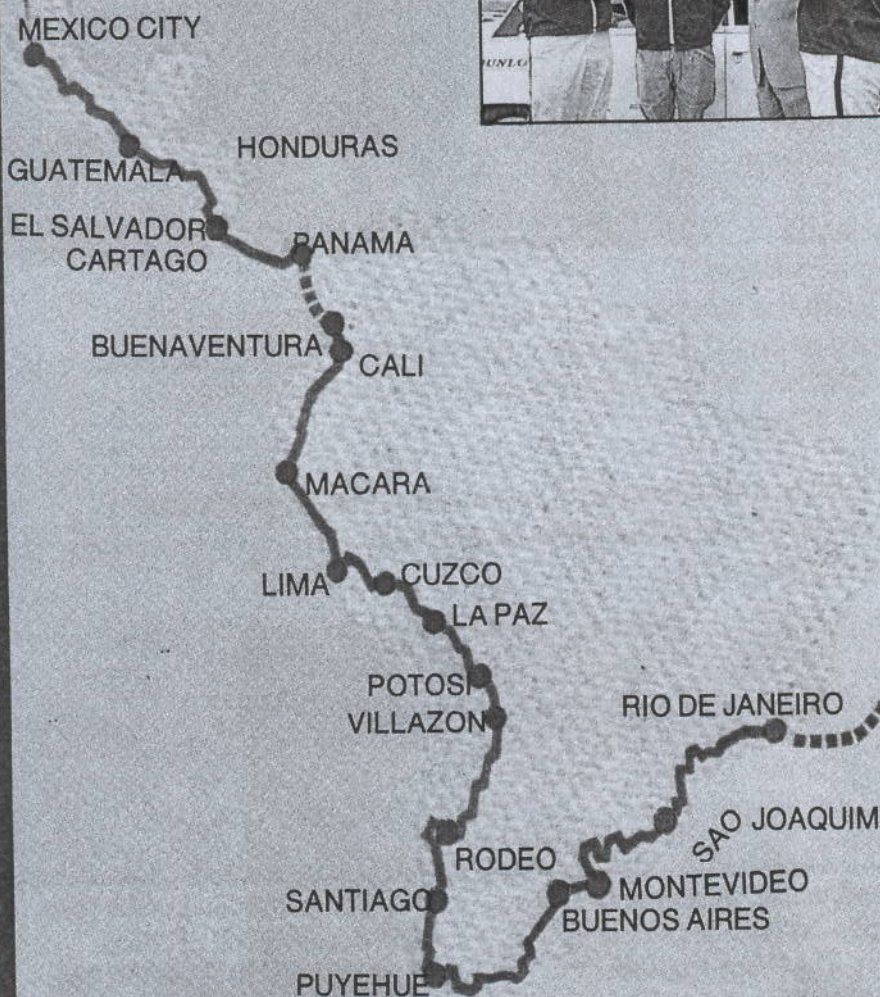 MEXICO CITY
HONDURAS
GUATEMALA
EL SALVADOR
CARTAGO
PANAMA
BUENAVENTURA
CALI
MACARA
LIMA
CUZCO
LA PAZ
POTOSI
VILLAZON
RIO DE JANEIRO
SAO JOAQUIM
RODEO
MONTEVIDEO
SANTIAGO
BUENOS AIRES
PUYEHUE